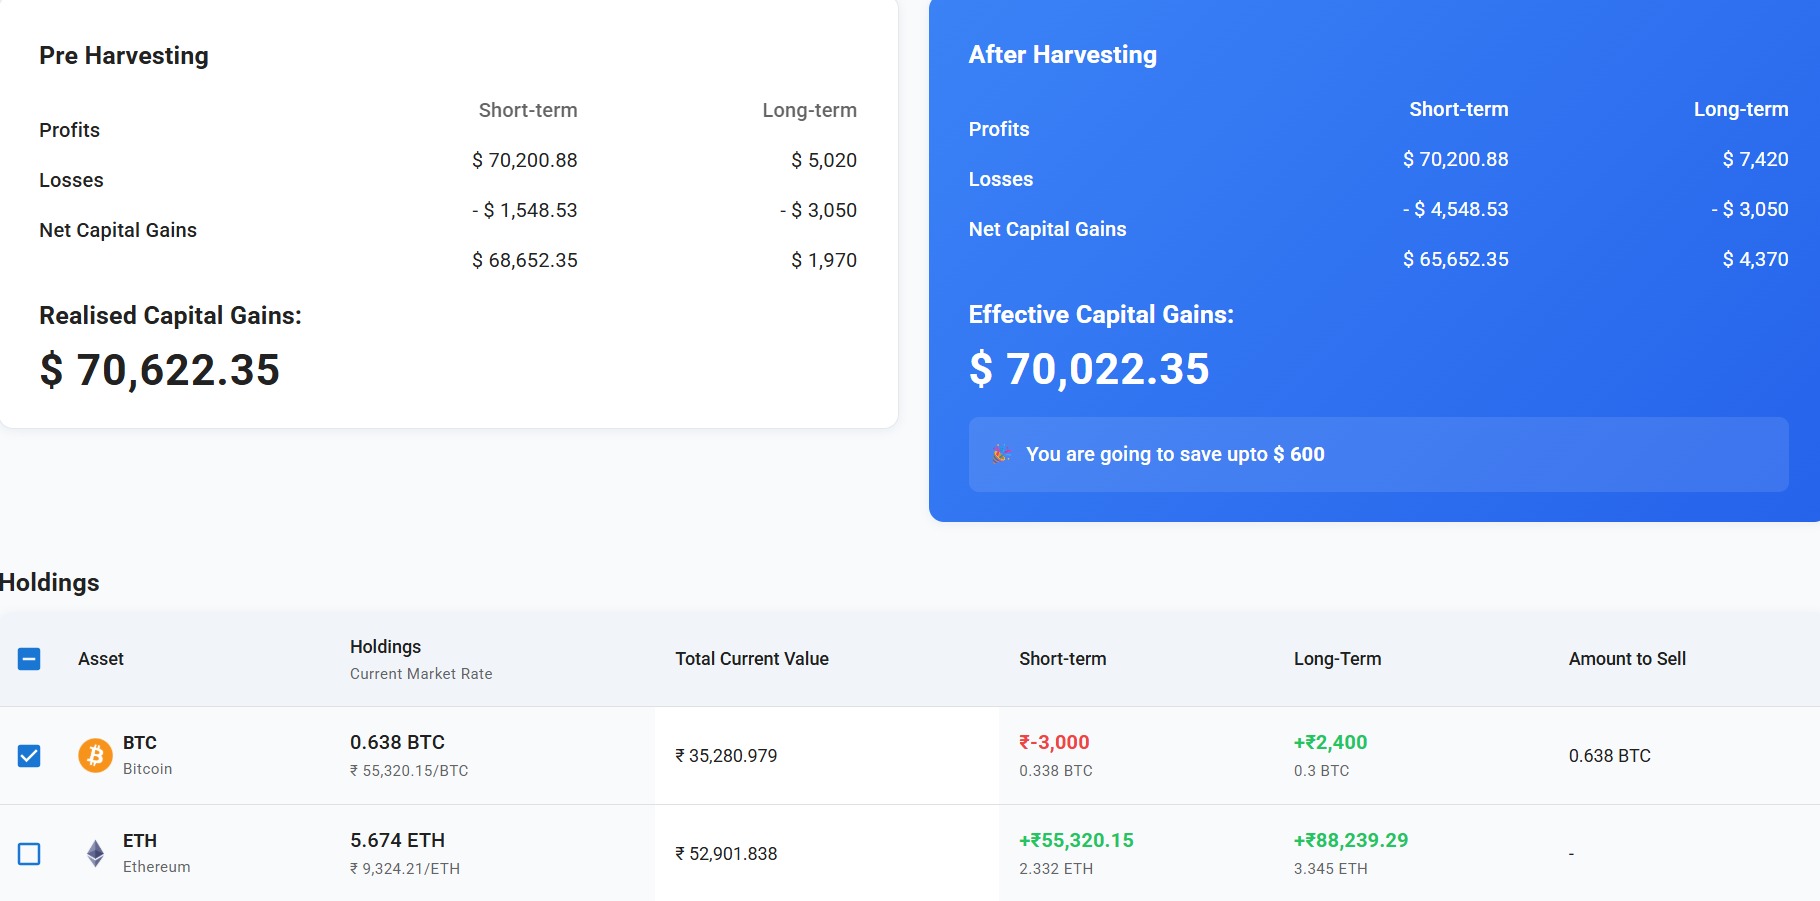 Pre Harvesting
Short-term Long-term
Profits
$ 70,200.88 $ 5,020
Losses
- $ 1,548.53 - $ 3,050
Net Capital Gains
$ 68,652.35 $ 1,970
Realised Capital Gains:
$ 70,622.35
After Harvesting
Short-term Long-term
Profits
$ 70,200.88 $ 7,420
Losses
- $ 4,548.53 - $ 3,050
Net Capital Gains
$ 65,652.35 $ 4,370
Effective Capital Gains:
$ 70,022.35
🎉 You are going to save upto $ 600
Holdings
Asset Holdings Total Current Value Short-term Long-Term Amount to Sell
Current Market Rate
BTC 0.638 BTC ₹ 35,280.979 ₹-3,000 +₹2,400 0.638 BTC
Bitcoin ₹ 55,320.15/BTC 0.338 BTC 0.3 BTC
ETH 5.674 ETH ₹ 52,901.838 +₹55,320.15 +₹88,239.29 -
Ethereum ₹ 9,324.21/ETH 2.332 ETH 3.345 ETH